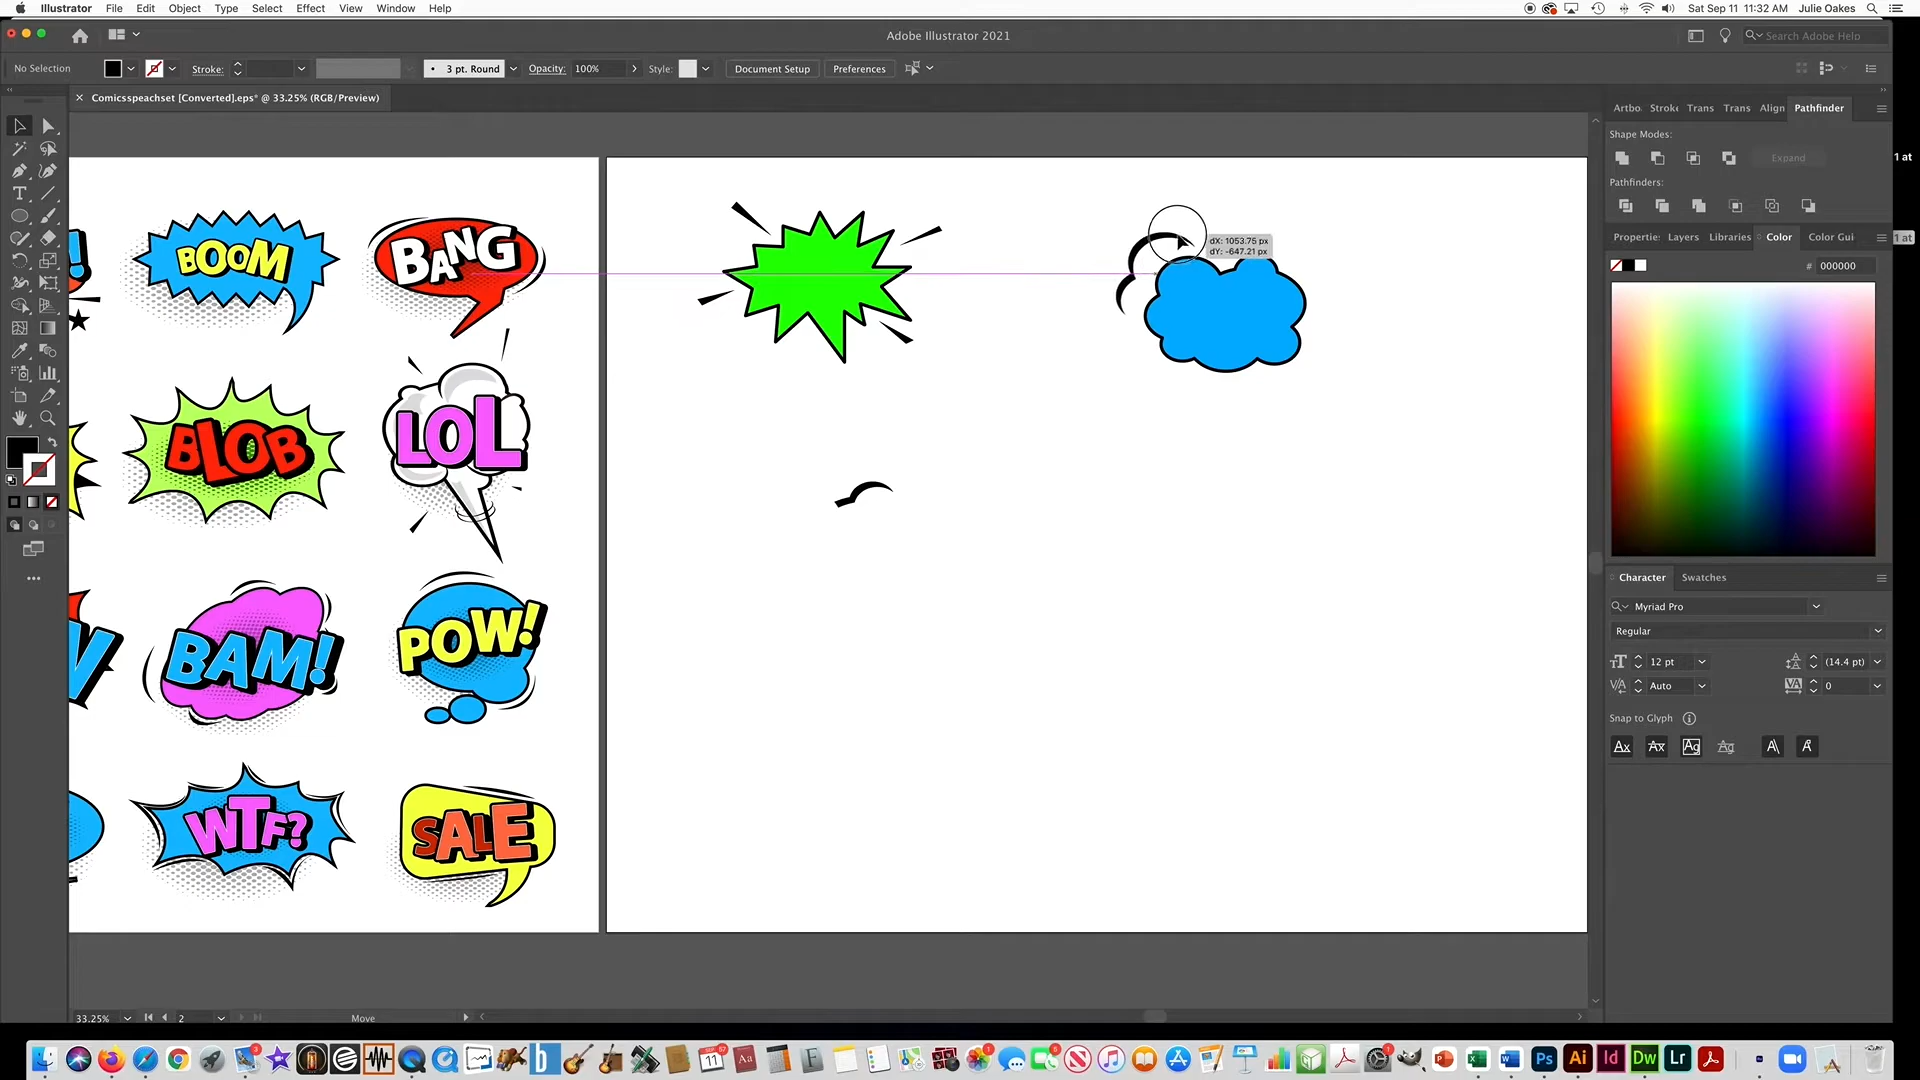 Illustrator File Edit Object Type Select Effect View Window Help
Sat Sep 11 11:32 AM Julie Oakes
Adobe Illustrator 2021
Search Adobe Help
No Selection
Stroke:
3 pt. Round
Opacity: 100%
Style:
Document Setup
Preferences
Comicsspeachset [Converted].eps* @ 33.25% (RGB/Preview)
Artbo Stroke Trans Trans Align Pathfinder
Shape Modes:
Expand
1 at
Pathfinders:
Propertie Layers Libraries Color Color Gui
1 at
# 000000
dX: 1053.75 px
dY: -647.21 px
!
BOOM
BANG
BLOB
LOL
BAM!
POW!
WTF?
SALE
Character Swatches
Myriad Pro
Regular
12 pt (14.4 pt)
Auto 0
Snap to Glyph
33.25% 2 Move